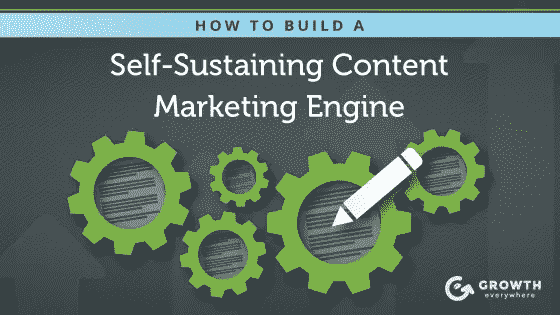 HOW TO BUILD A
Self-Sustaining Content
Marketing Engine
GROWTH
everywhere